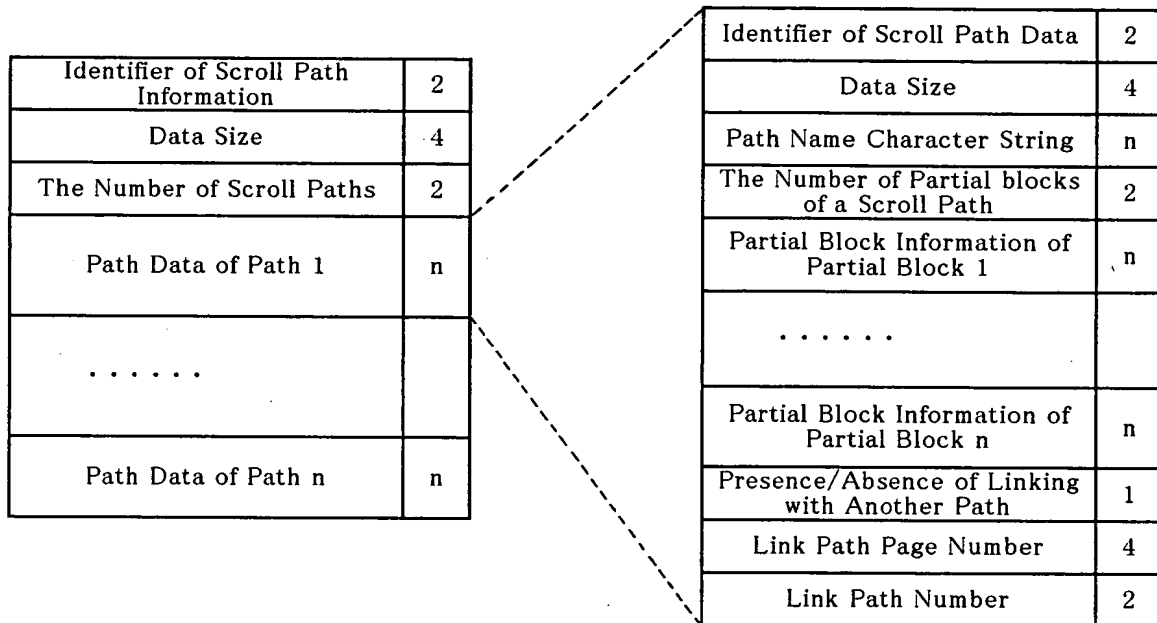 Identifier of Scroll Path
Information
2
Data Size
4
The Number of Scroll Paths
2
Path Data of Path 1
n
. . . . . .
Path Data of Path n
n
Identifier of Scroll Path Data
2
Data Size
4
Path Name Character String
n
The Number of Partial blocks
of a Scroll Path
2
Partial Block Information of
Partial Block 1
n
. . . . . .
Partial Block Information of
Partial Block n
n
Presence/Absence of Linking
with Another Path
1
Link Path Page Number
4
Link Path Number
2